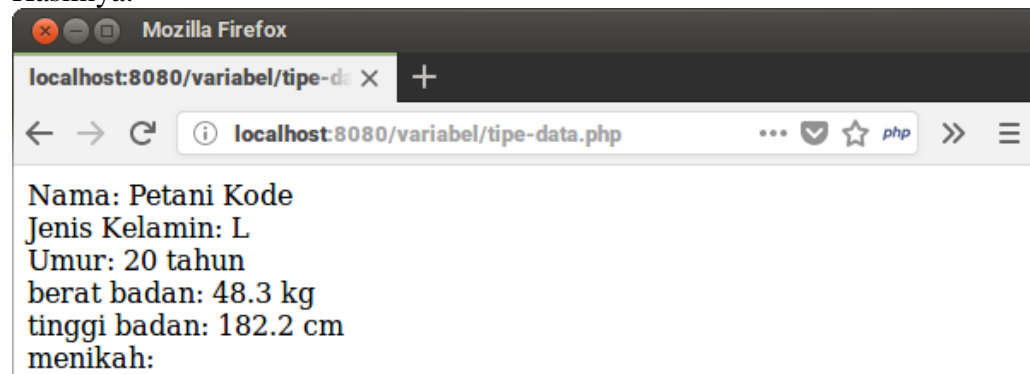 Mozilla Firefox
localhost:8080/variabel/tipe-da
localhost:8080/variabel/tipe-data.php
php
Nama: Petani Kode
Jenis Kelamin: L
Umur: 20 tahun
berat badan: 48.3 kg
tinggi badan: 182.2 cm
menikah: